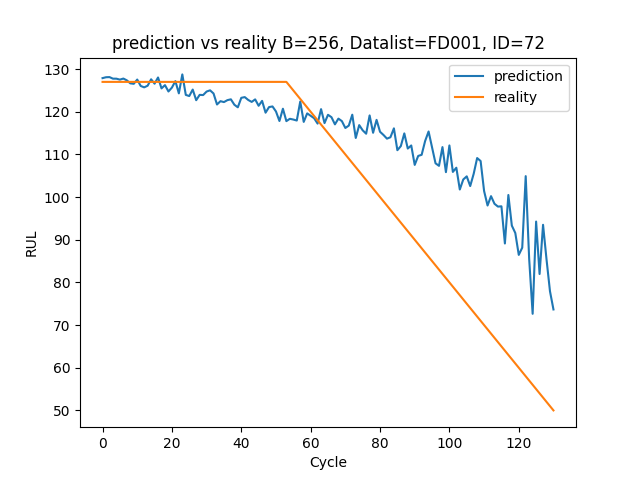 prediction vs reality B=256, Datalist=FD001, ID=72
prediction
reality
RUL
130
120
110
100
90
80
70
60
50
0 20 40 60 80 100 120
Cycle